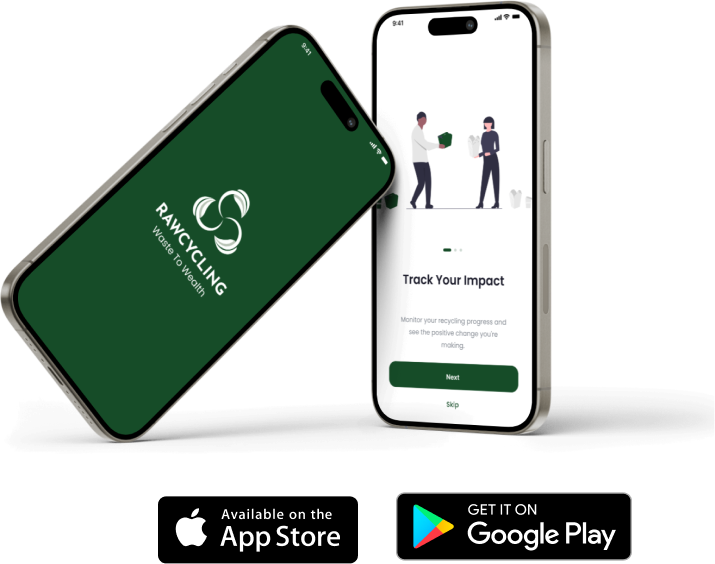 9:41
RAWCYCLING
Waste To Wealth
9:41
Track Your Impact
Monitor your recycling progress and
see the positive change you're
making.
Next
Skip
Available on the
App Store
GET IT ON
Google Play